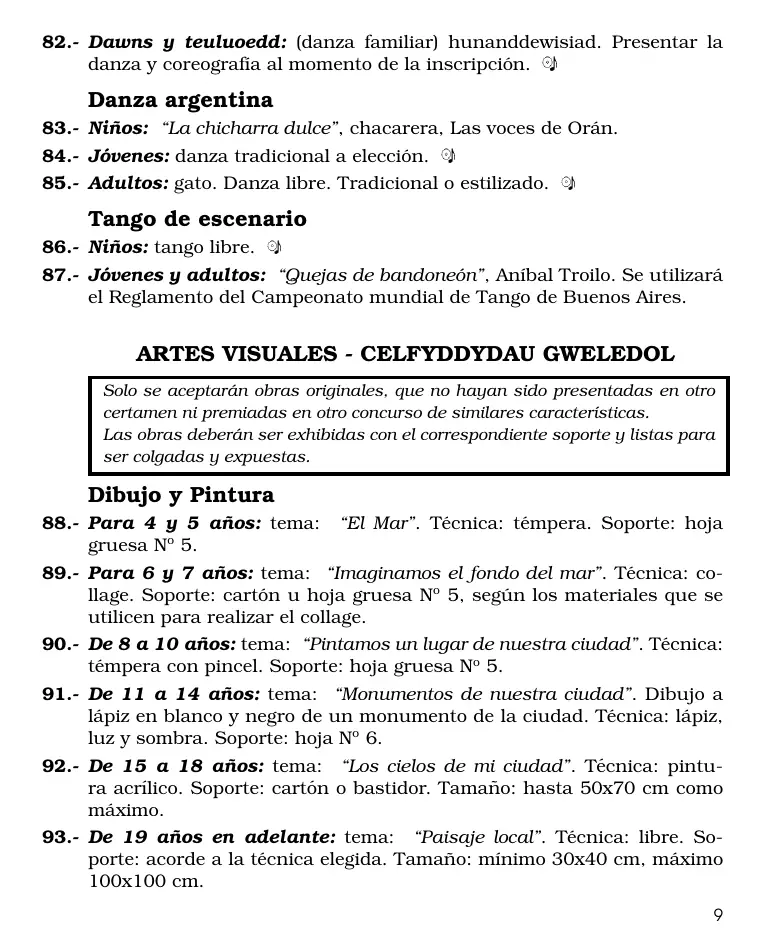 82.- Dawns y teuluoedd: (danza familiar) hunanddewisiad. Presentar la
danza y coreografía al momento de la inscripción.
Danza argentina
83.- Niños: “La chicharra dulce”, chacarera, Las voces de Orán.
84.- Jóvenes: danza tradicional a elección.
85.- Adultos: gato. Danza libre. Tradicional o estilizado.
Tango de escenario
86.- Niños: tango libre.
87.- Jóvenes y adultos: “Quejas de bandoneón”, Aníbal Troilo. Se utilizará
el Reglamento del Campeonato mundial de Tango de Buenos Aires.
ARTES VISUALES - CELFYDDYDAU GWELEDOL
Solo se aceptarán obras originales, que no hayan sido presentadas en otro
certamen ni premiadas en otro concurso de similares características.
Las obras deberán ser exhibidas con el correspondiente soporte y listas para
ser colgadas y expuestas.
Dibujo y Pintura
88.- Para 4 y 5 años: tema: “El Mar”. Técnica: témpera. Soporte: hoja
gruesa Nº 5.
89.- Para 6 y 7 años: tema: “Imaginamos el fondo del mar”. Técnica: co-
llage. Soporte: cartón u hoja gruesa Nº 5, según los materiales que se
utilicen para realizar el collage.
90.- De 8 a 10 años: tema: “Pintamos un lugar de nuestra ciudad”. Técnica:
témpera con pincel. Soporte: hoja gruesa Nº 5.
91.- De 11 a 14 años: tema: “Monumentos de nuestra ciudad”. Dibujo a
lápiz en blanco y negro de un monumento de la ciudad. Técnica: lápiz,
luz y sombra. Soporte: hoja Nº 6.
92.- De 15 a 18 años: tema: “Los cielos de mi ciudad”. Técnica: pintu-
ra acrílico. Soporte: cartón o bastidor. Tamaño: hasta 50x70 cm como
máximo.
93.- De 19 años en adelante: tema: “Paisaje local”. Técnica: libre. So-
porte: acorde a la técnica elegida. Tamaño: mínimo 30x40 cm, máximo
100x100 cm.
9